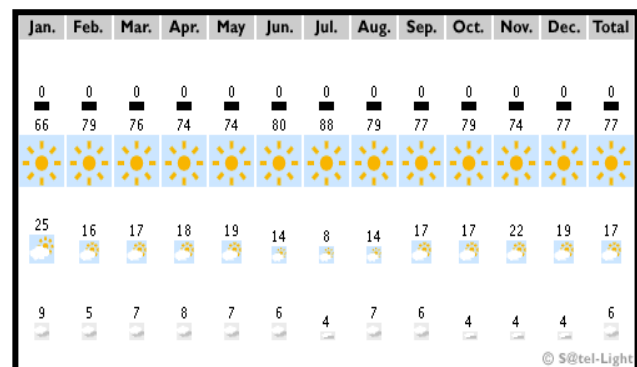 Jan. Feb. Mar. Apr. May Jun. Jul. Aug. Sep. Oct. Nov. Dec. Total
0 0 0 0 0 0 0 0 0 0 0 0 0
66 79 76 74 74 80 88 79 77 79 74 77 77
25 16 17 18 19 14 8 14 17 17 22 19 17
9 5 7 8 7 6 4 7 6 4 4 4 6
© S@tel-Light